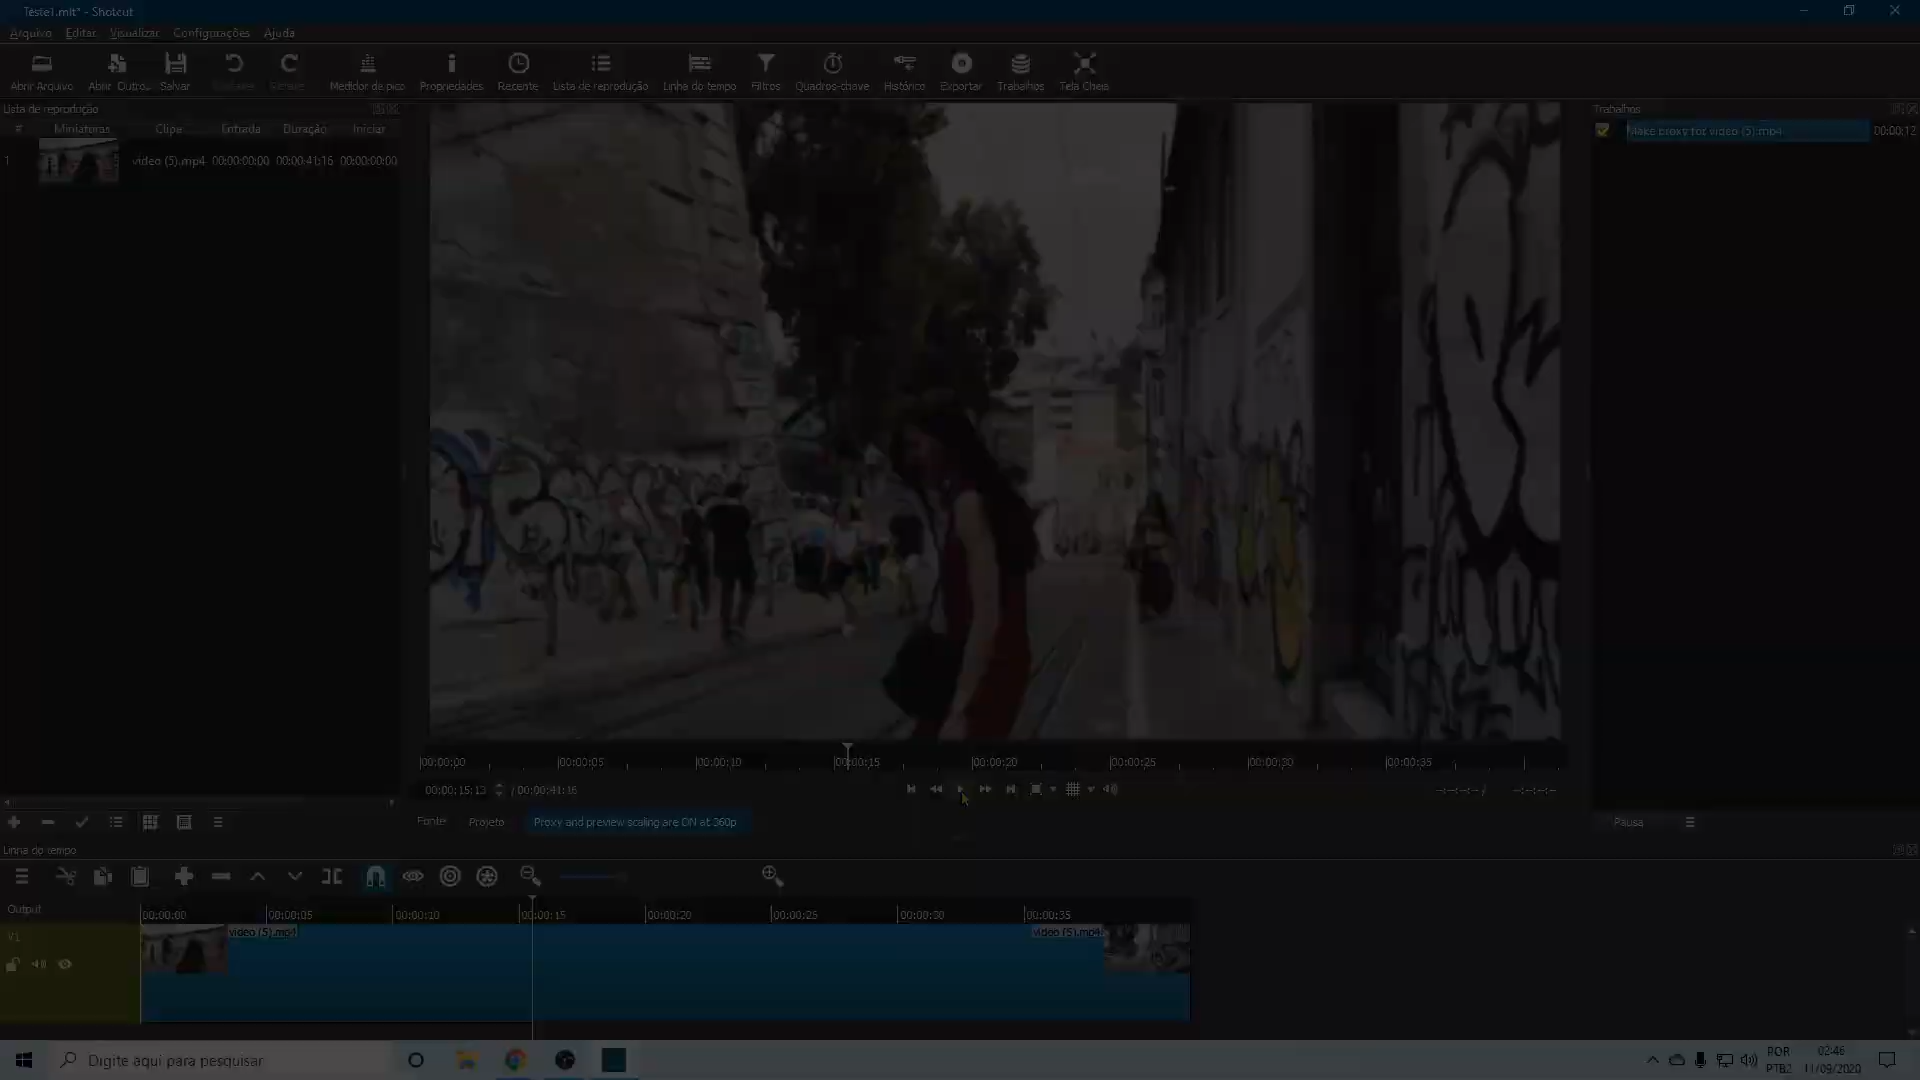 Teste1.mlt* - Shotcut
Arquivo Editar Visualizar Configurações Ajuda
Abrir Arquivo Abrir Outro... Salvar Medidor de pico Propriedades Recente Lista de reprodução Linha do tempo Filtros Quadros-chave Histórico Exportar Trabalhos Tela Cheia
Lista de reprodução
# Miniaturas Clipe Entrada Duração Iniciar
1 video (5).mp4 00:00:00:00 00:00:41:16 00:00:00:00
Trabalhos
Make proxy for video (5).mp4 00:00:12
00:00:00 00:00:05 00:00:10 00:00:15 00:00:20 00:00:25 00:00:30 00:00:35
00:00:15:13 / 00:00:41:16 --:--:--:-- / --:--:--:--
Fonte Projeto Proxy and preview scaling are ON at 360p
Pausa
Linha do tempo
Output
00:00:00 00:00:05 00:00:10 00:00:15 00:00:20 00:00:25 00:00:30 00:00:35
V1
video (5).mp4 video (5).mp4
Digite aqui para pesquisar
POR
PTB2
02:46
11/09/2020